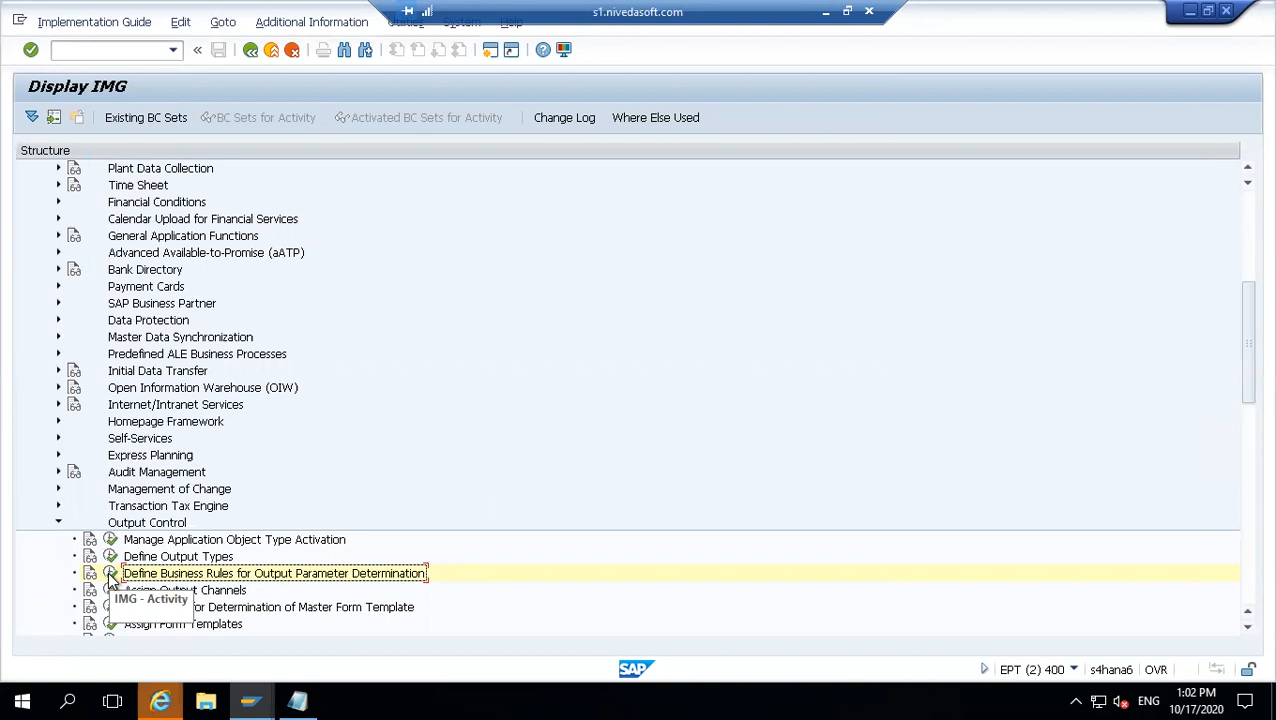 s1.nivedasoft.com
Implementation Guide Edit Goto Additional Information Utilities System Help
Display IMG
Existing BC Sets BC Sets for Activity Activated BC Sets for Activity Change Log Where Else Used
Structure
Plant Data Collection
Time Sheet
Financial Conditions
Calendar Upload for Financial Services
General Application Functions
Advanced Available-to-Promise (aATP)
Bank Directory
Payment Cards
SAP Business Partner
Data Protection
Master Data Synchronization
Predefined ALE Business Processes
Initial Data Transfer
Open Information Warehouse (OIW)
Internet/Intranet Services
Homepage Framework
Self-Services
Express Planning
Audit Management
Management of Change
Transaction Tax Engine
Output Control
Manage Application Object Type Activation
Define Output Types
Define Business Rules for Output Parameter Determination
Assign Output Channels
IMG - Activity
or Determination of Master Form Template
Assign Form Templates
SAP
EPT (2) 400 s4hana6 OVR
ENG
1:02 PM
10/17/2020